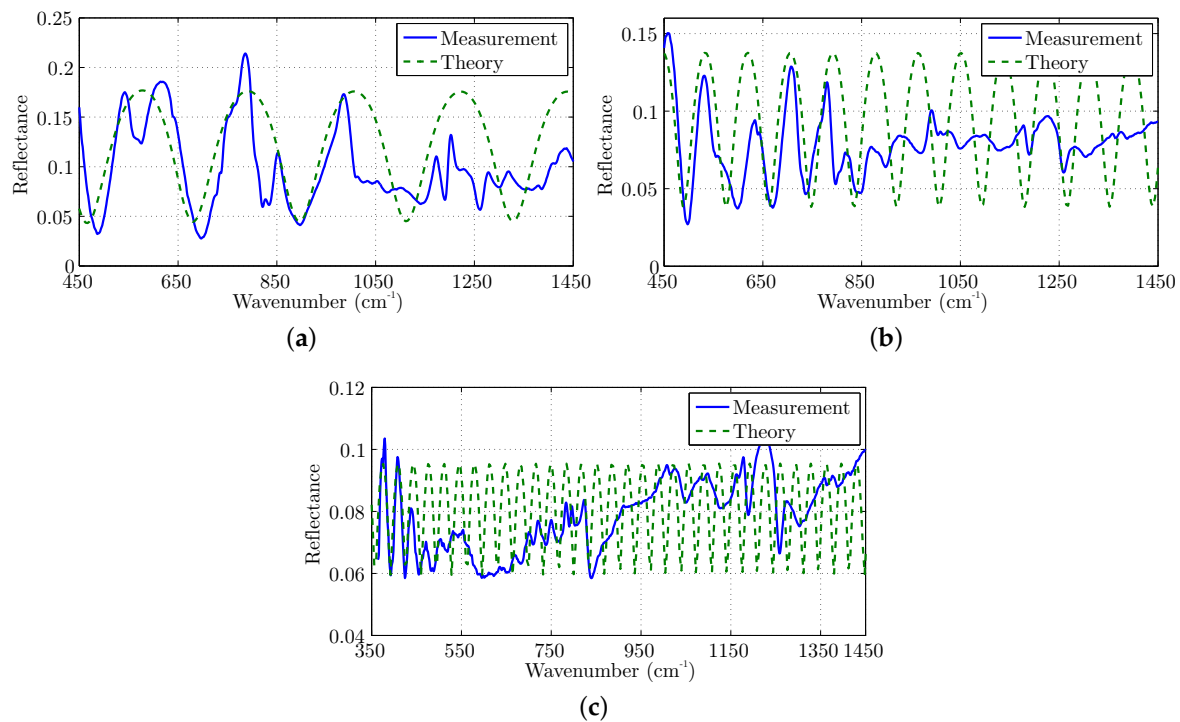 0.25
0.2
0.15
0.1
0.05
0
Reflectance
450 650 850 1050 1250 1450
Wavenumber (cm-1)
Measurement
Theory
(a)
0.15
0.1
0.05
0
Reflectance
450 650 850 1050 1250 1450
Wavenumber (cm-1)
Measurement
Theory
(b)
0.12
0.1
0.08
0.06
0.04
Reflectance
350 550 750 950 1150 1350 1450
Wavenumber (cm-1)
Measurement
Theory
(c)